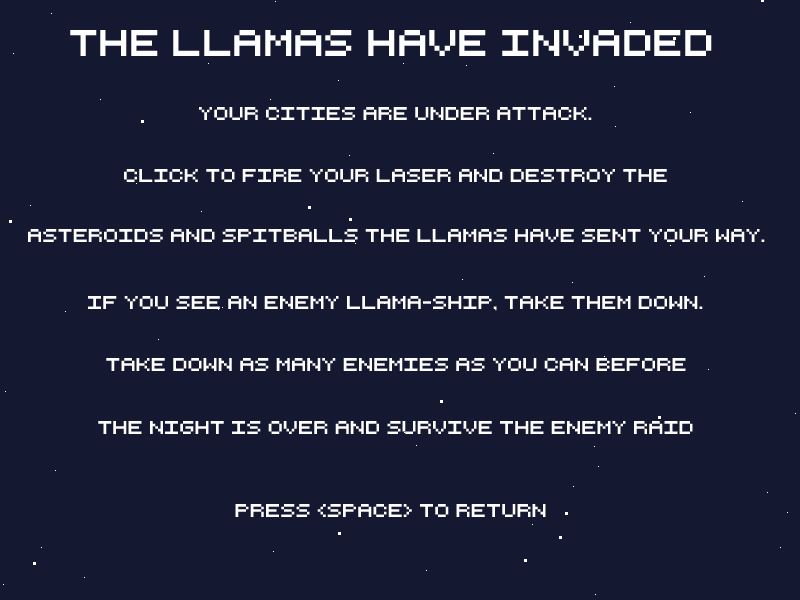 THE LLAMAS HAVE INVADED
YOUR CITIES ARE UNDER ATTACK.
CLICK TO FIRE YOUR LASER AND DESTROY THE
ASTEROIDS AND SPITBALLS THE LLAMAS HAVE SENT YOUR WAY.
IF YOU SEE AN ENEMY LLAMA-SHIP, TAKE THEM DOWN.
TAKE DOWN AS MANY ENEMIES AS YOU CAN BEFORE
THE NIGHT IS OVER AND SURVIVE THE ENEMY RAID
PRESS <SPACE> TO RETURN